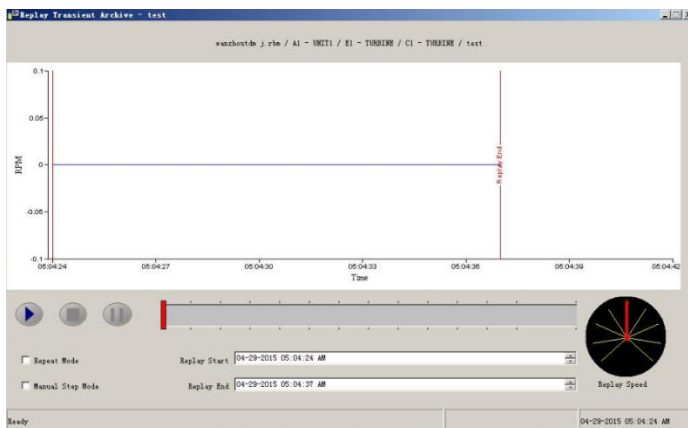 Replay Transient Archive - test
wanzhoutdm j.rbm / A1 - UNIT1 / E1 - TURBINE / C1 - TURBINE / test
0.1
0.05
0
-0.05
-0.1
RPM
Replay End
05:04:24 05:04:27 05:04:30 05:04:33 05:04:36 05:04:39 05:04:42
Time
Repeat Mode
Replay Start 04-29-2015 05:04:24 AM
Manual Step Mode
Replay End 04-29-2015 05:04:37 AM
Replay Speed
Ready
04-29-2015 05:04:24 AM